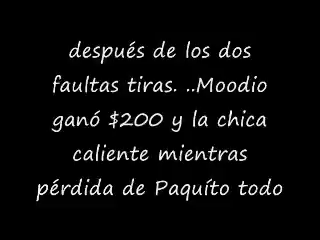 después de los dos
faultas tiras. ..Moodio
ganó $200 y la chica
caliente mientras
pérdida de Paquíto todo